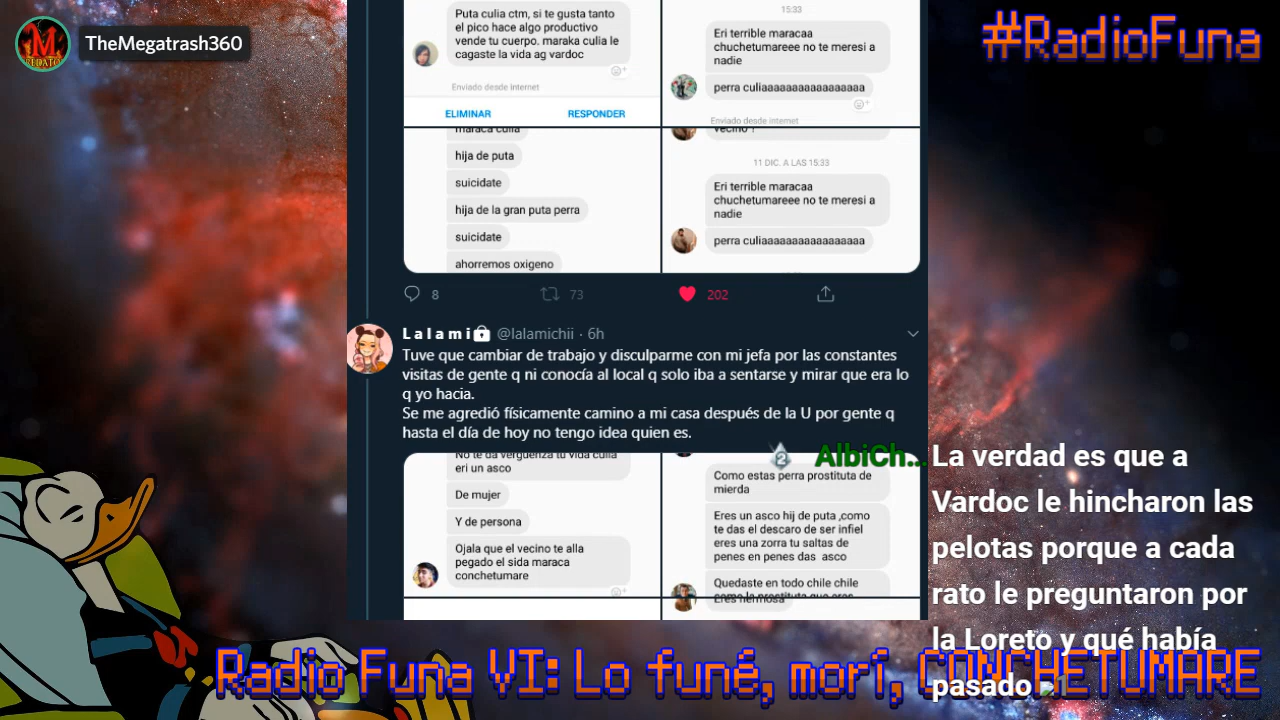 TheMegatrash360
#RadioFuna
Puta culia ctm, si te gusta tanto
el pico hace algo productivo
vende tu cuerpo. maraka culia le
cagaste la vida ag vardoc
Enviado desde Internet
ELIMINAR
RESPONDER
15:33
Eri terrible maracaa
chuchetumareee no te meresi a
nadie
perra culiaaaaaaaaaaaaaaaaa
Enviado desde internet
maraca culia
hija de puta
suicidate
hija de la gran puta perra
suicidate
ahorremos oxigeno
vecino ?
11 DIC. A LAS 15:33
Eri terrible maracaa
chuchetumareee no te meresi a
nadie
perra culiaaaaaaaaaaaaaaaaa
8
73
202
Lalami @lalamichii · 6h
Tuve que cambiar de trabajo y disculparme con mi jefa por las constantes
visitas de gente q ni conocía al local q solo iba a sentarse y mirar que era lo
q yo hacia.
Se me agredió físicamente camino a mi casa después de la U por gente q
hasta el día de hoy no tengo idea quien es.
No te da verguenza tu vida culia
eri un asco
De mujer
Y de persona
Ojala que el vecino te alla
pegado el sida maraca
conchetumare
Como estas perra prostituta de
mierda
Eres un asco hij de puta ,como
te das el descaro de ser infiel
eres una zorra tu saltas de
penes en penes das asco
Quedaste en todo chile chile
como la prostituta que eres
Eres hermosa
2
AlbiCh...
La verdad es que a
Vardoc le hincharon las
pelotas porque a cada
rato le preguntaron por
la Loreto y qué había
pasado
Radio Funa VI: Lo funé, morí, CONCHETUMARE